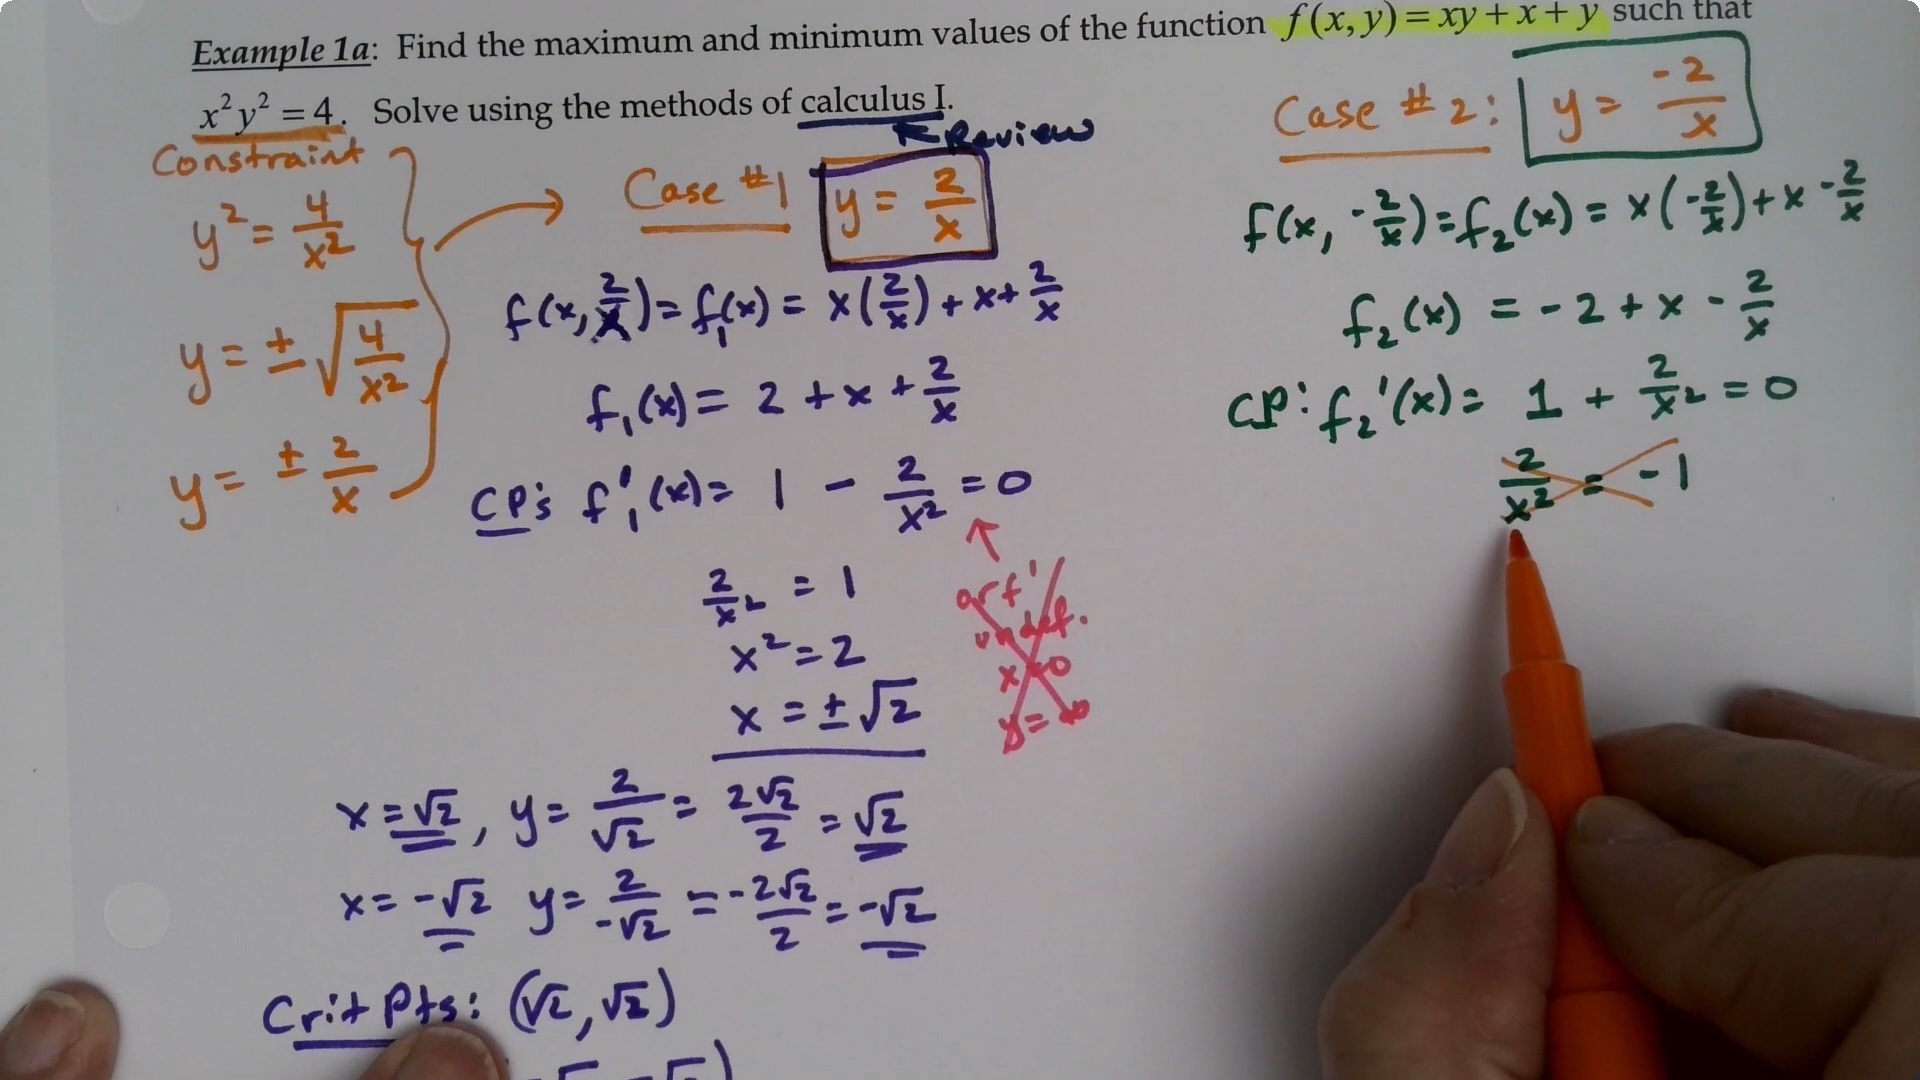 Example 1a: Find the maximum and minimum values of the function f(x, y) = xy + x + y such that
x²y² = 4. Solve using the methods of calculus I.
Review
Constraint
y² = 4/x²
y = ± √(4/x²)
y = ± 2/x
Case #1 y = 2/x
f(x, 2/x) = f₁(x) = x(2/x) + x + 2/x
f₁(x) = 2 + x + 2/x
CP's f₁'(x) = 1 - 2/x² = 0
or f'
undef.
x=0
2/x² = 1
x² = 2
x = ±√2
x = √2, y = 2/√2 = 2√2/2 = √2
x = -√2 y = 2/-√2 = -2√2/2 = -√2
Crit Pts: (√2, √2)
Case #2: y = -2/x
f(x, -2/x) = f₂(x) = x(-2/x) + x - 2/x
f₂(x) = -2 + x - 2/x
CP: f₂'(x) = 1 + 2/x² = 0
2/x² = -1